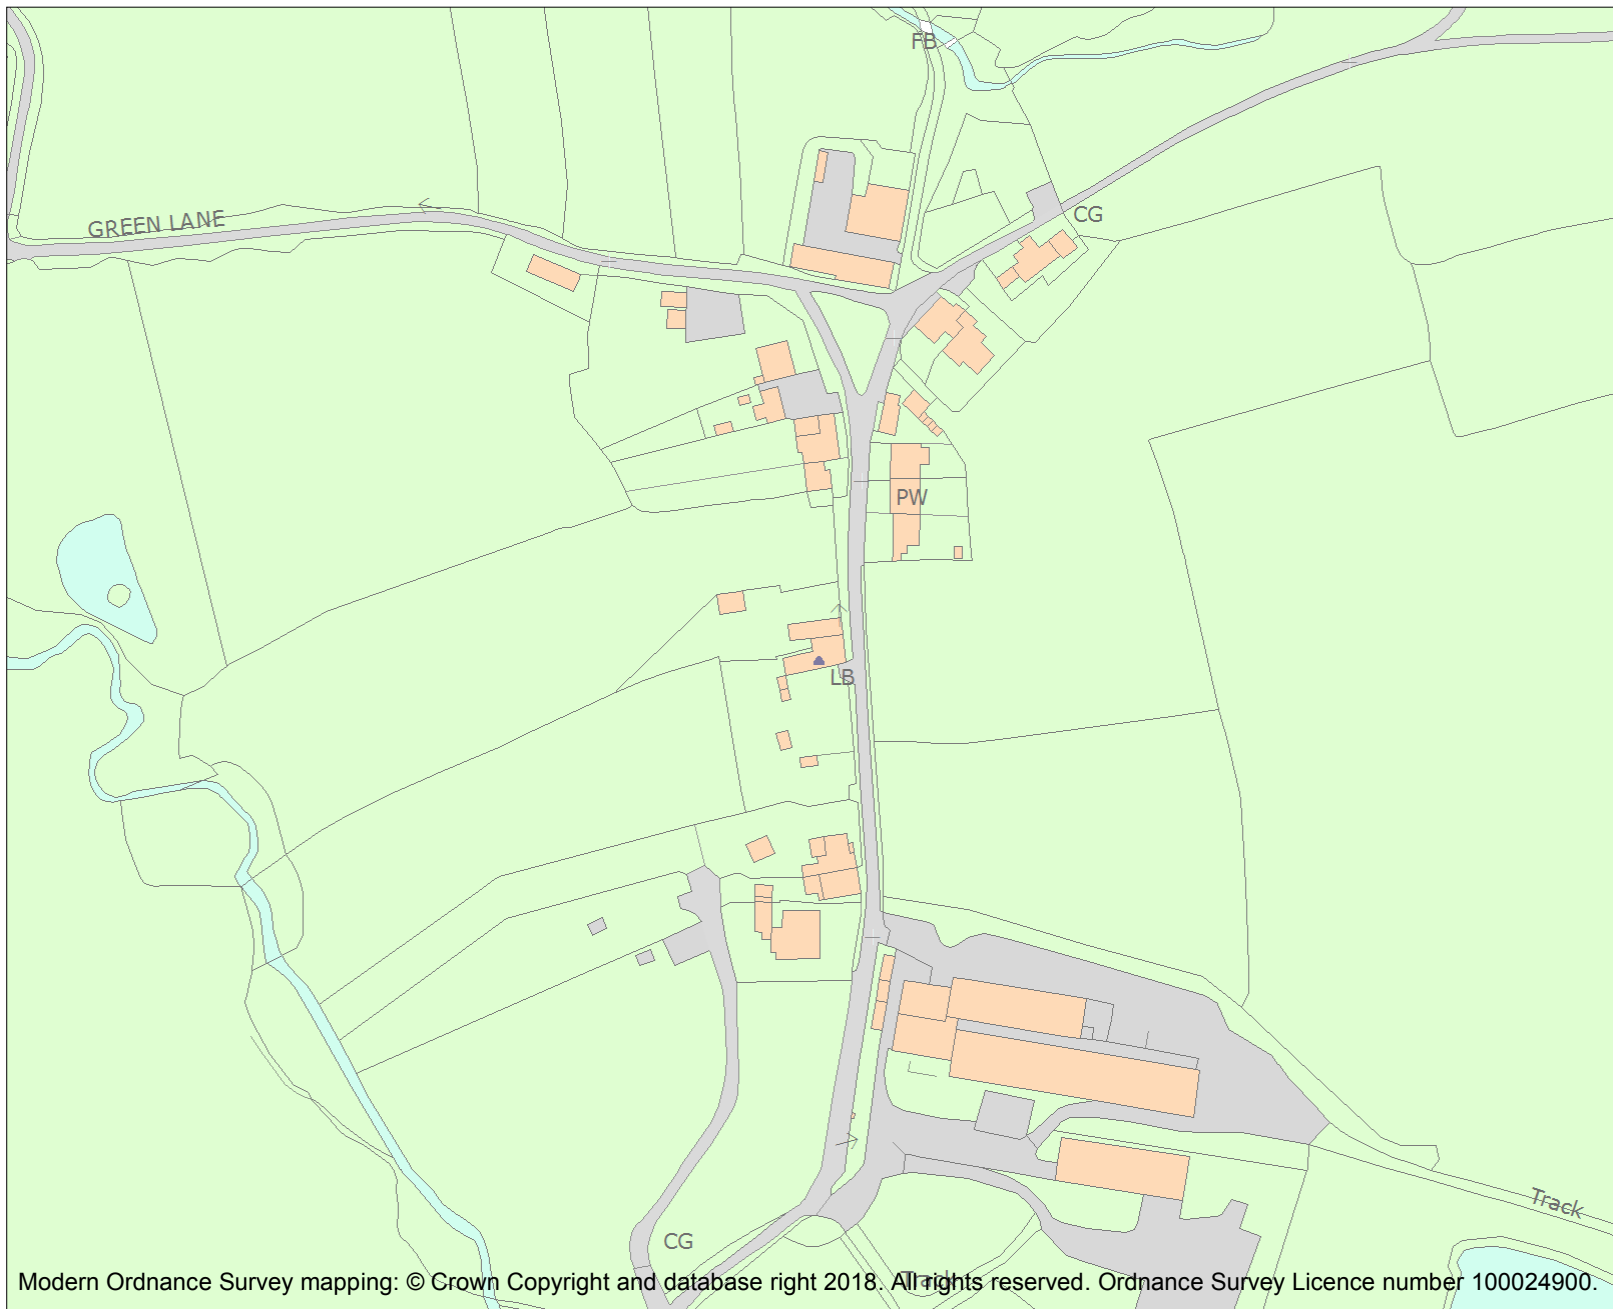 FB
CG
GREEN LANE
PW
LB
Track
CG
Track
Modern Ordnance Survey mapping: © Crown Copyright and database right 2018. All rights reserved. Ordnance Survey Licence number 100024900.